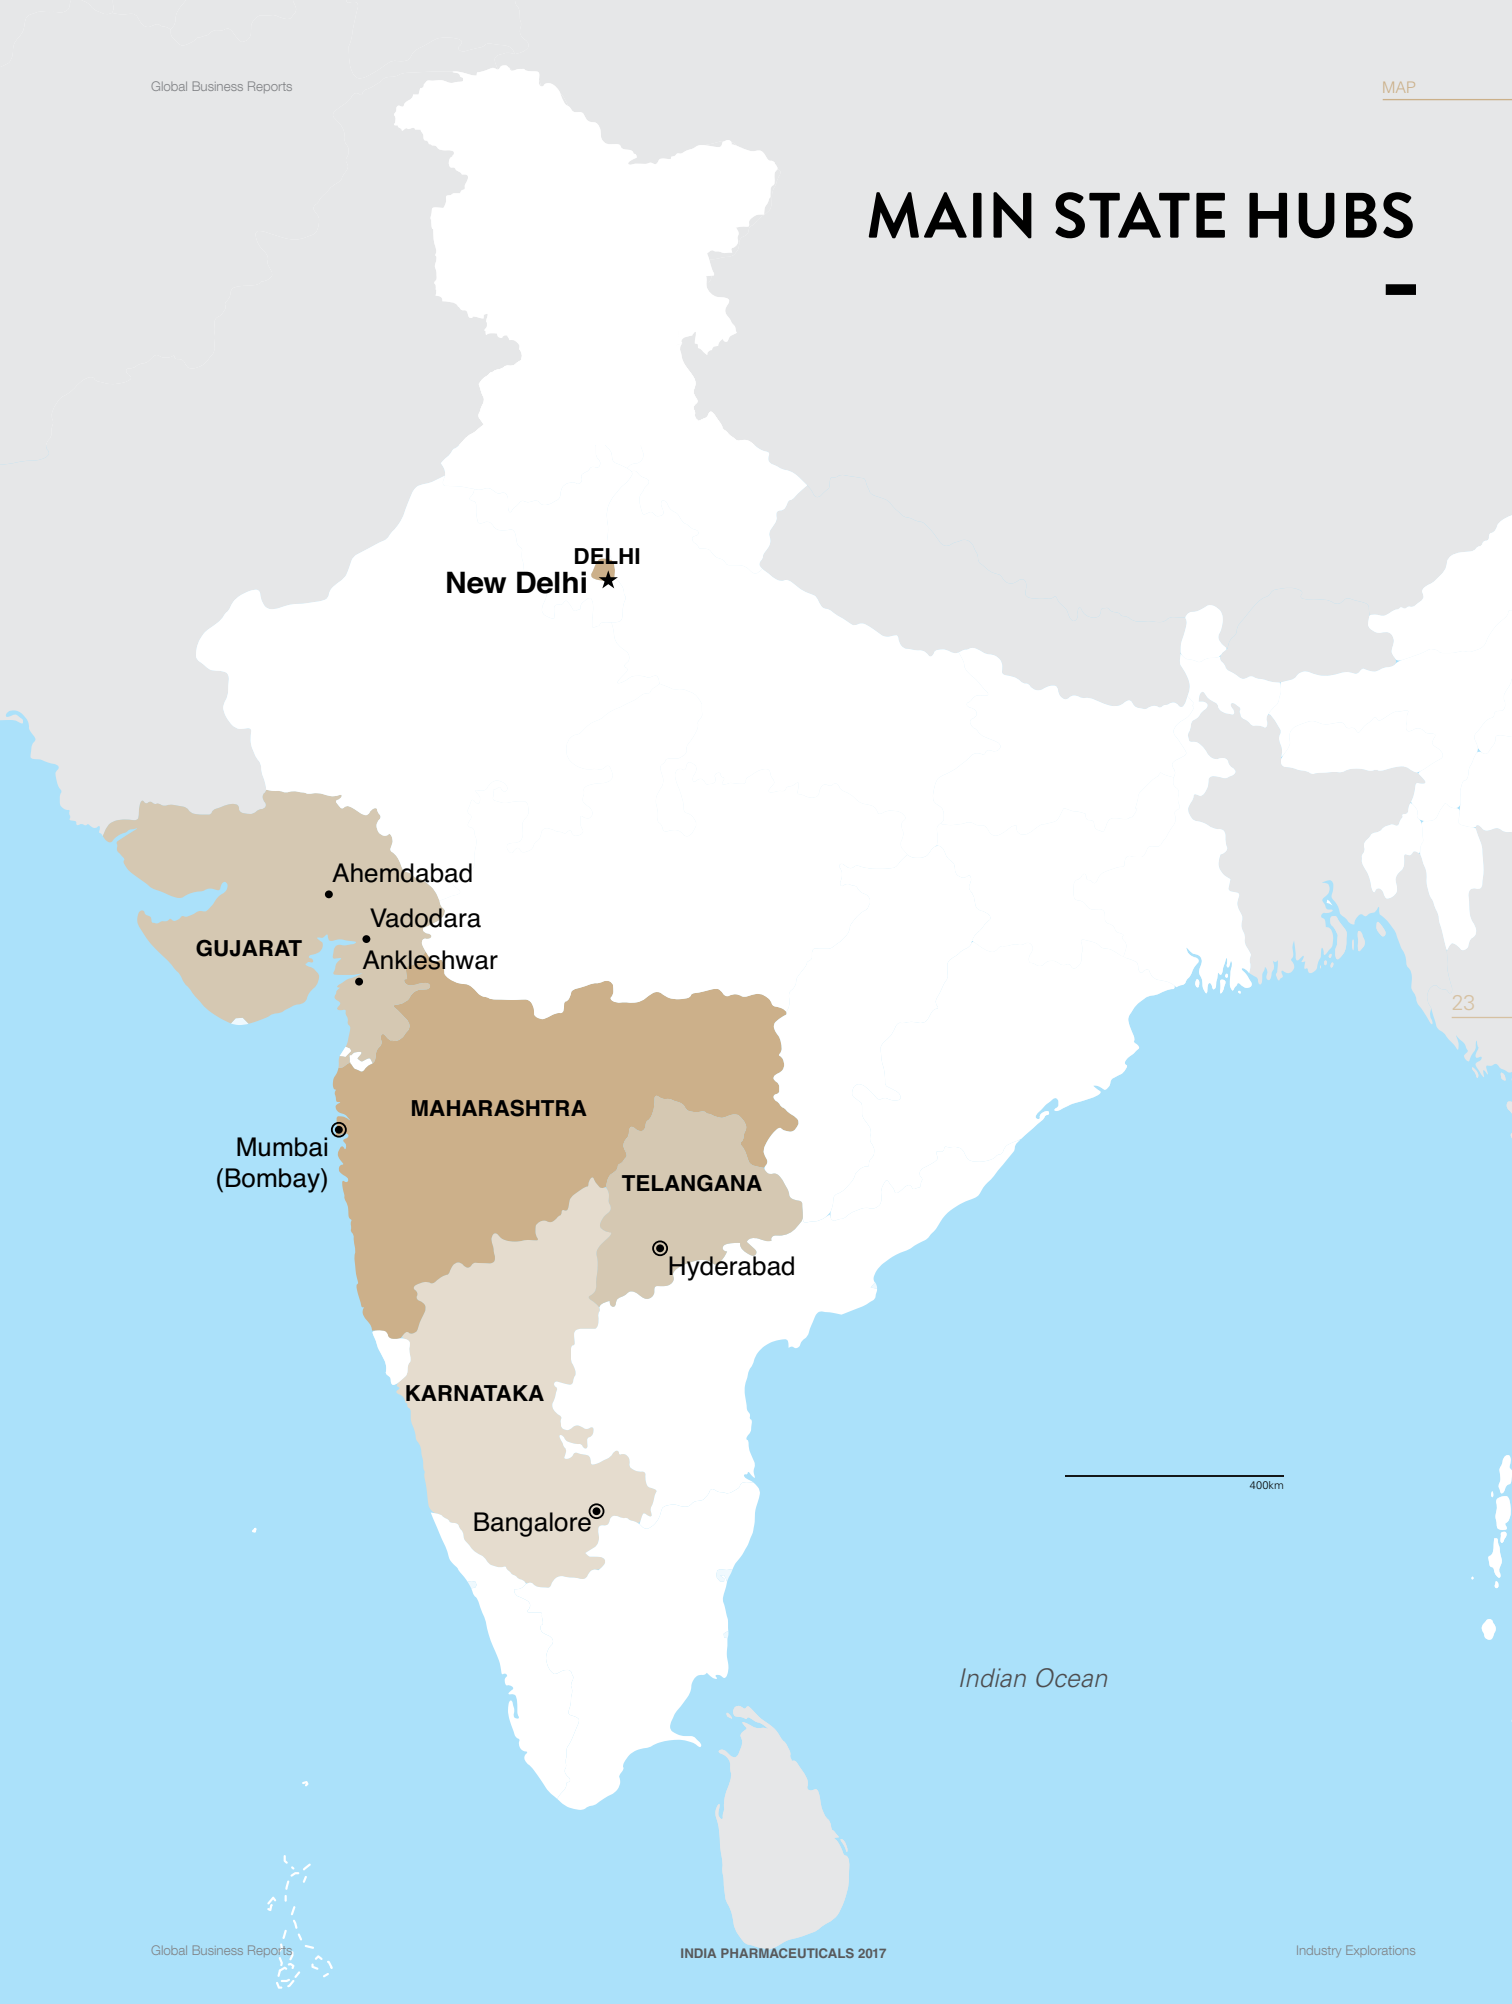 Global Business Reports
MAP
MAIN STATE HUBS
DELHI
New Delhi
Ahemdabad
Vadodara
GUJARAT
Ankleshwar
23
MAHARASHTRA
Mumbai
(Bombay)
TELANGANA
Hyderabad
KARNATAKA
400km
Bangalore
Indian Ocean
Global Business Reports
INDIA PHARMACEUTICALS 2017
Industry Explorations